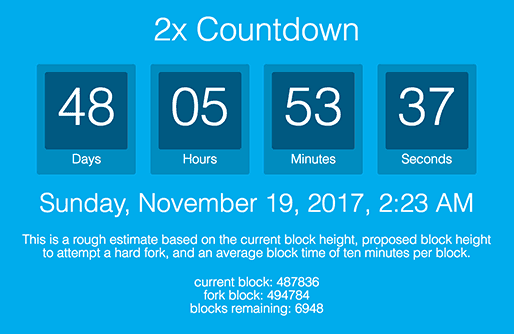 2x Countdown
48 05 53 37
Days Hours Minutes Seconds
Sunday, November 19, 2017, 2:23 AM
This is a rough estimate based on the current block height, proposed block height
to attempt a hard fork, and an average block time of ten minutes per block.
current block: 487836
fork block: 494784
blocks remaining: 6948